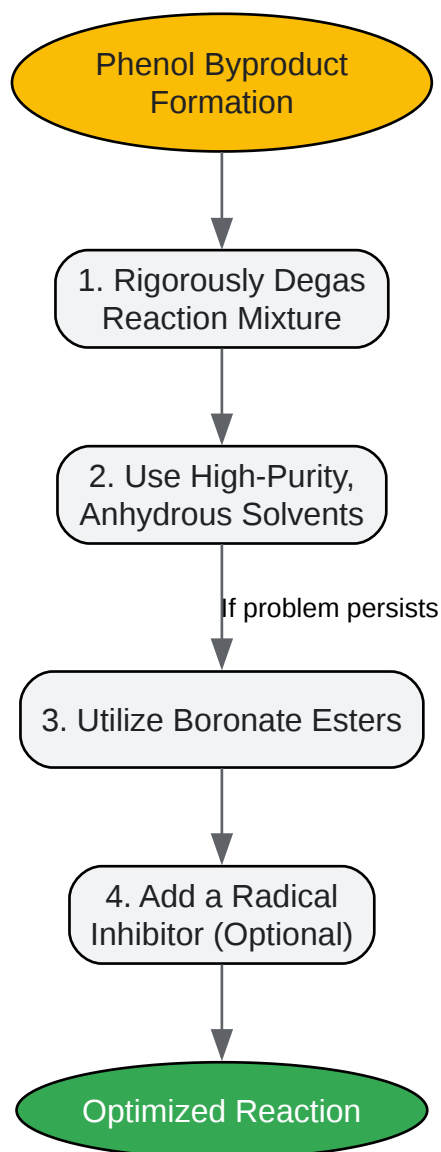 Phenol Byproduct
Formation
1. Rigorously Degas
Reaction Mixture
2. Use High-Purity,
Anhydrous Solvents
If problem persists
3. Utilize Boronate Esters
4. Add a Radical
Inhibitor (Optional)
Optimized Reaction